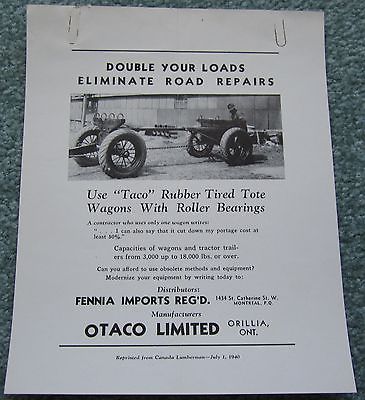 DOUBLE YOUR LOADS
ELIMINATE ROAD REPAIRS
Use "Taco" Rubber Tired Tote
Wagons With Roller Bearings
A contractor who uses only one wagon writes:
". . . I can also say that it cut down my portage cost at
least 50%."
Capacities of wagons and tractor trail-
ers from 3,000 up to 18,000 lbs. or over.
Can you afford to use obsolete methods and equipment?
Modernize your equipment by writing today to:
Distributors:
FENNIA IMPORTS REG'D. 1434 St. Catherine St. W.
MONTREAL, P.Q.
Manufacturers
OTACO LIMITED ORILLIA,
ONT.
Reprinted from Canada Lumberman—July 1, 1940